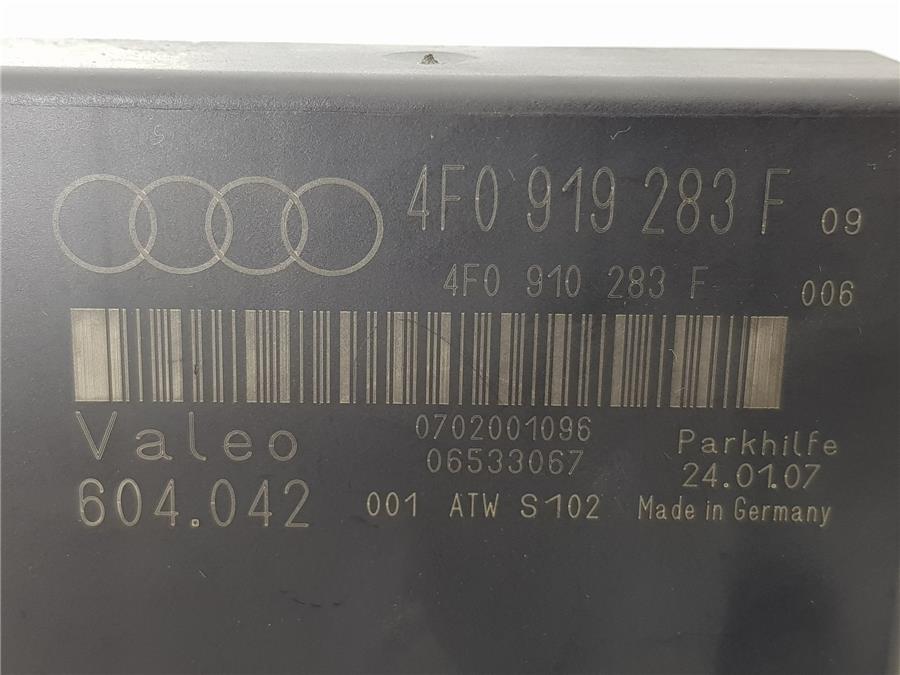 4F0 919 283 F 09
4F0 910 283 F 006
Valeo 0702001096 Parkhilfe
06533067 24.01.07
604.042 001 ATW S102 Made in Germany